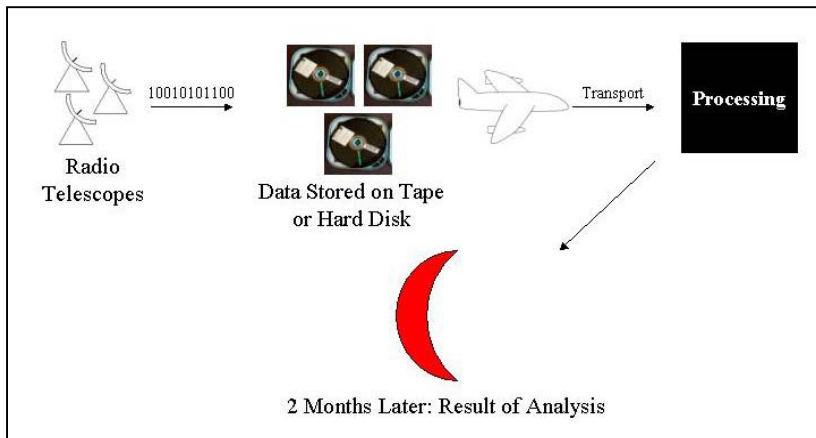 10010101100
Radio
Telescopes
Data Stored on Tape
or Hard Disk
Transport
Processing
2 Months Later: Result of Analysis